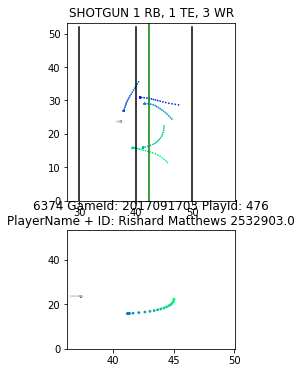 SHOTGUN 1 RB, 1 TE, 3 WR
50
40
30
20
10
0
30 40 50
6374 GameId: 2017091703 PlayId: 476
PlayerName + ID: Rishard Matthews 2532903.0
40
20
0
40 45 50